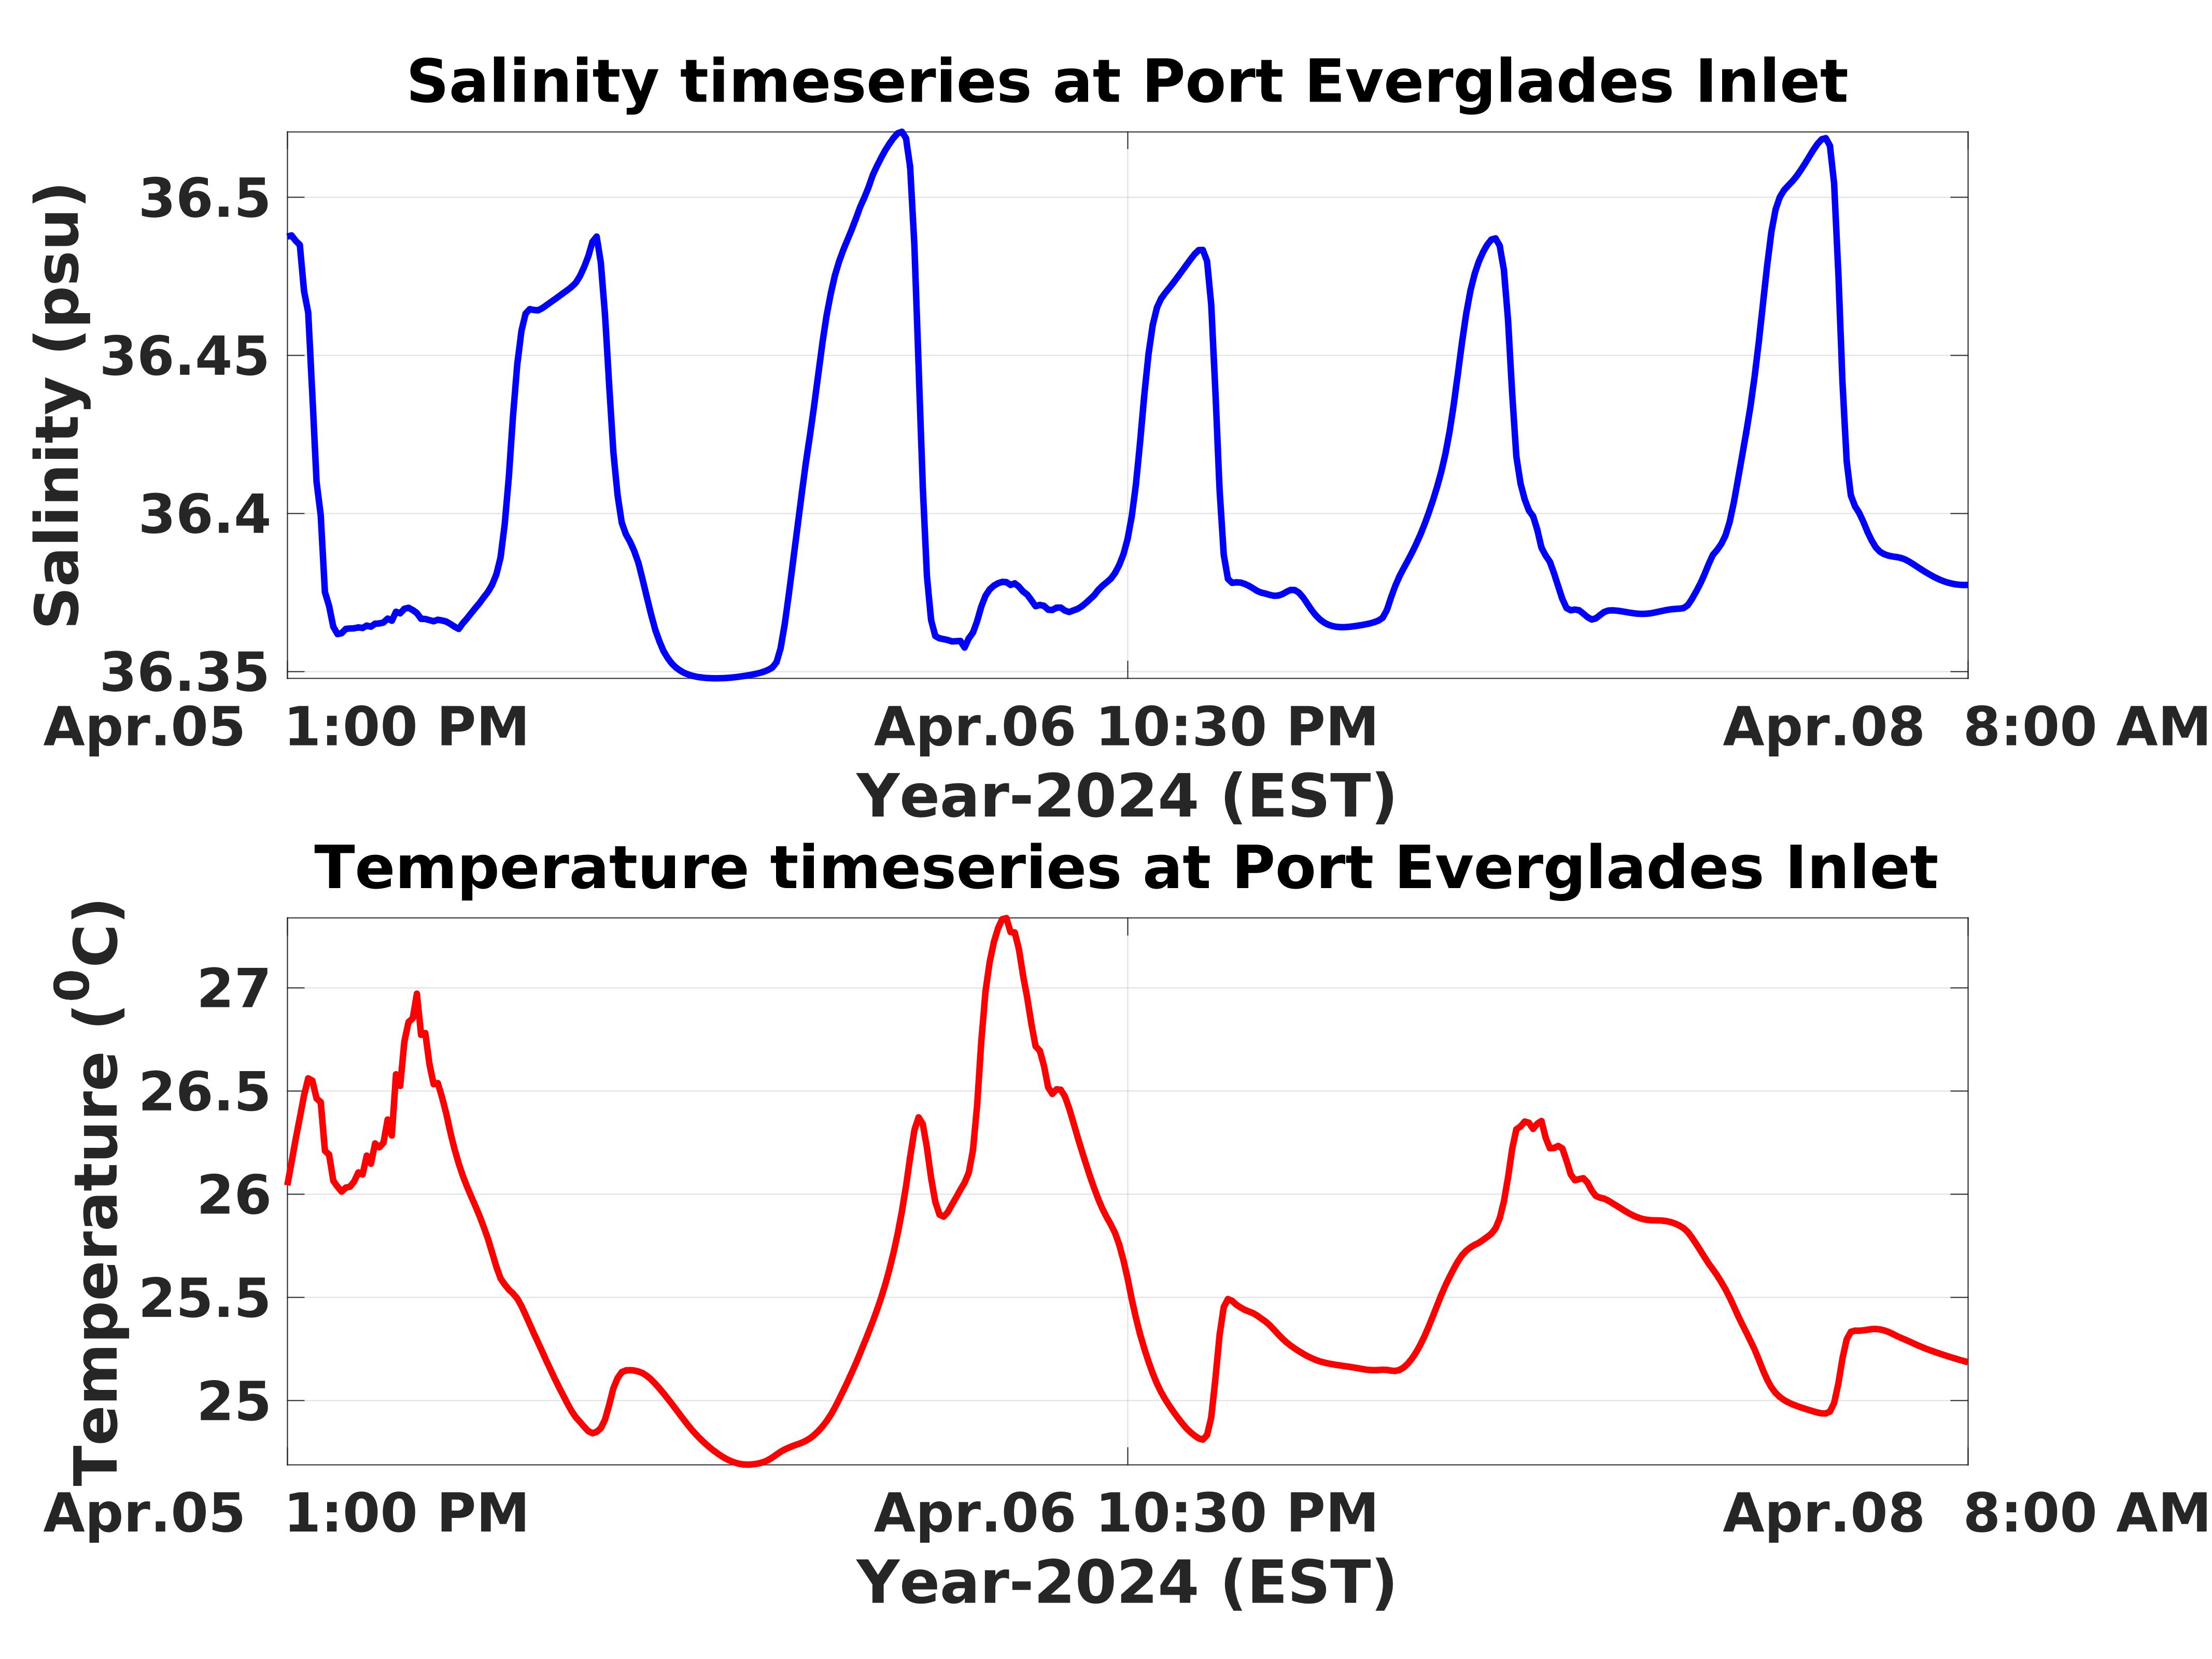 Salinity timeseries at Port Everglades Inlet
Salinity (psu)
36.5
36.45
36.4
36.35
Apr.05  1:00 PM
Apr.06 10:30 PM
Apr.08  8:00 AM
Year-2024 (EST)
Temperature timeseries at Port Everglades Inlet
Temperature (⁰C)
27
26.5
26
25.5
25
Apr.05  1:00 PM
Apr.06 10:30 PM
Apr.08  8:00 AM
Year-2024 (EST)